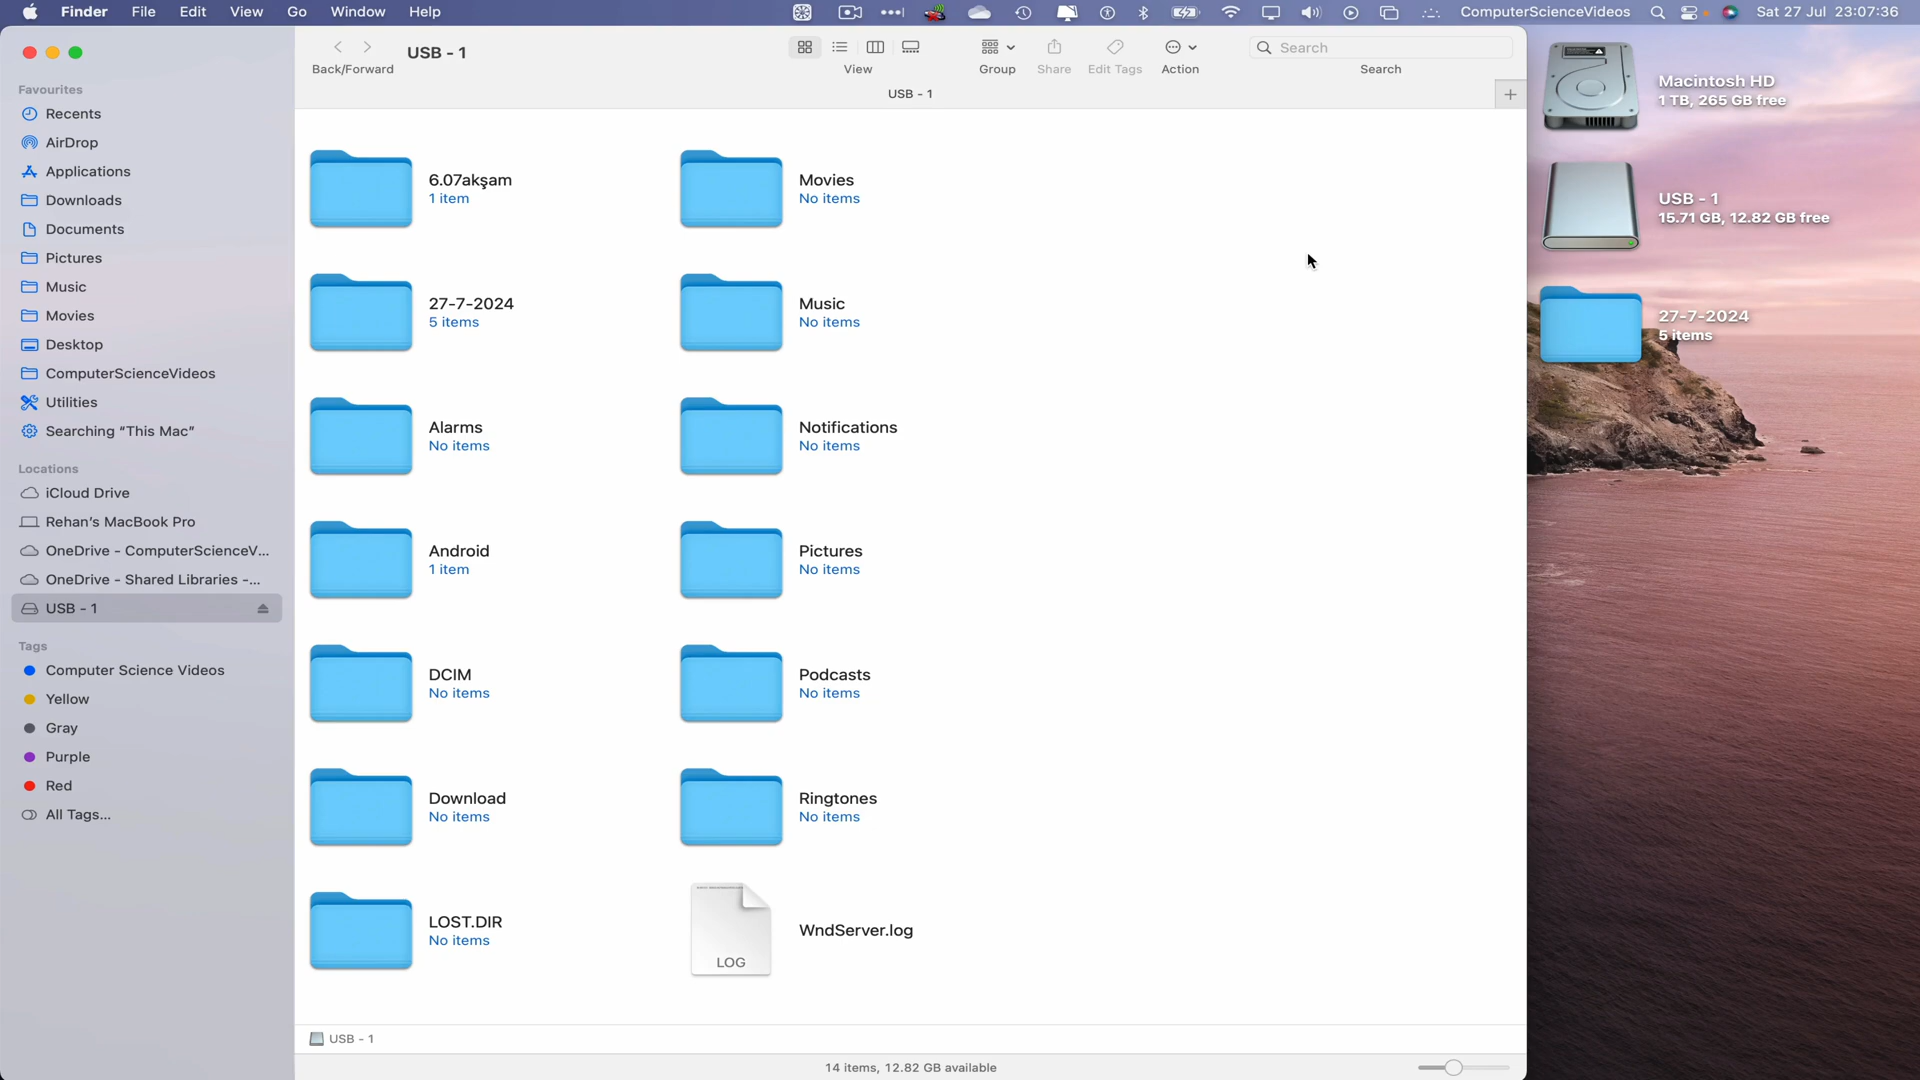 Finder File Edit View Go Window Help
ComputerScienceVideos
Sat 27 Jul 23:07:36
Favourites
Recents
AirDrop
Applications
Downloads
Documents
Pictures
Music
Movies
Desktop
ComputerScienceVideos
Utilities
Searching “This Mac”
Locations
iCloud Drive
Rehan’s MacBook Pro
OneDrive - ComputerScienceV...
OneDrive - Shared Libraries -...
USB - 1
Tags
Computer Science Videos
Yellow
Gray
Purple
Red
All Tags...
USB - 1
Back/Forward
View
Group
Share
Edit Tags
Action
Search
Search
USB - 1
6.07akşam
1 item
Movies
No items
27-7-2024
5 items
Music
No items
Alarms
No items
Notifications
No items
Android
1 item
Pictures
No items
DCIM
No items
Podcasts
No items
Download
No items
Ringtones
No items
LOST.DIR
No items
LOG
WndServer.log
USB - 1
14 items, 12.82 GB available
Macintosh HD
1 TB, 265 GB free
USB - 1
15.71 GB, 12.82 GB free
27-7-2024
5 items